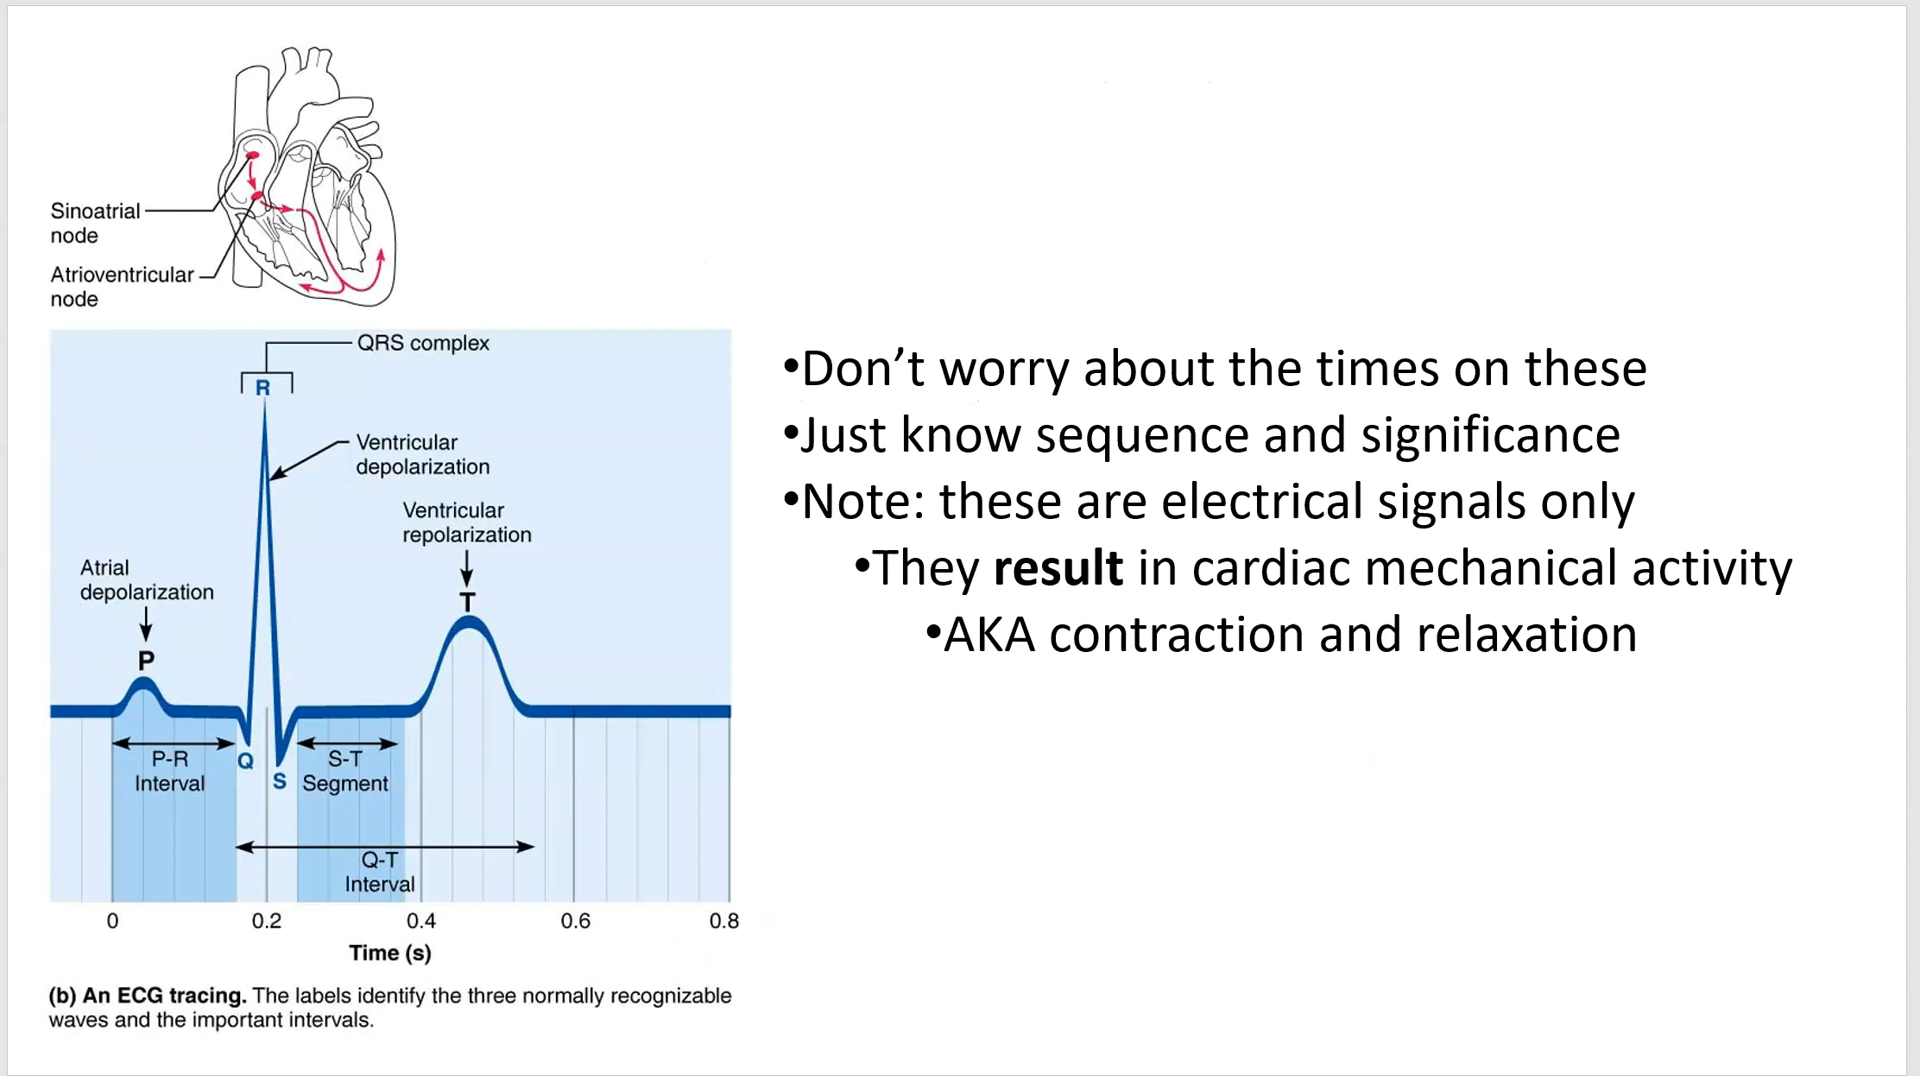 Sinoatrial
node
Atrioventricular
node
QRS complex
R
Ventricular
depolarization
Ventricular
repolarization
Atrial
depolarization
T
P
P-R
Interval
Q
S
S-T
Segment
Q-T
Interval
0 0.2 0.4 0.6 0.8
Time (s)
(b) An ECG tracing. The labels identify the three normally recognizable
waves and the important intervals.
•Don’t worry about the times on these
•Just know sequence and significance
•Note: these are electrical signals only
•They result in cardiac mechanical activity
•AKA contraction and relaxation